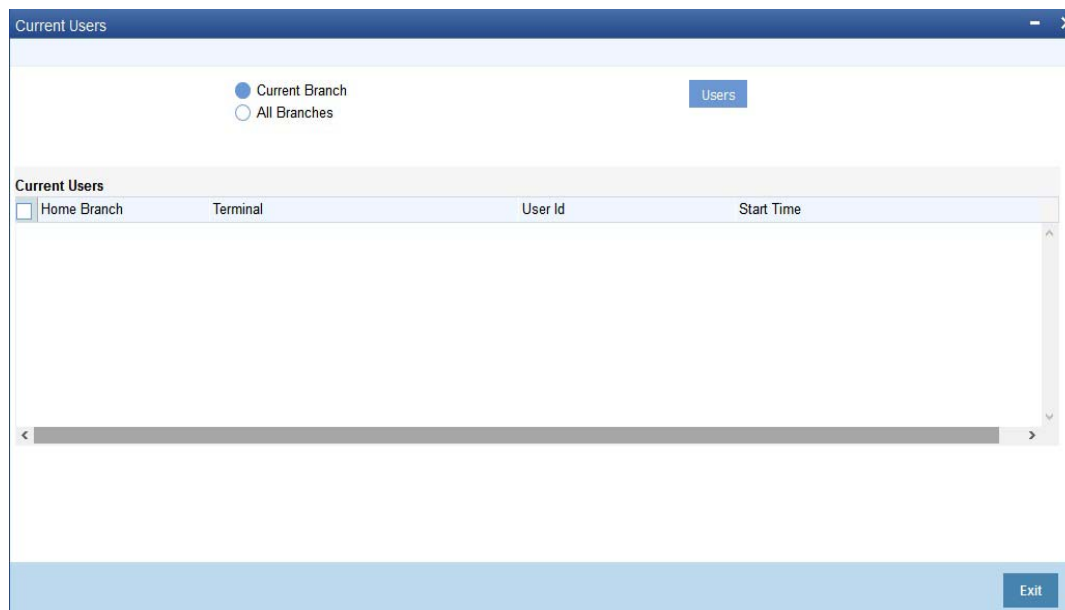 Current Users
Current Branch
Users
All Branches
Current Users
Home Branch Terminal User Id Start Time
Exit